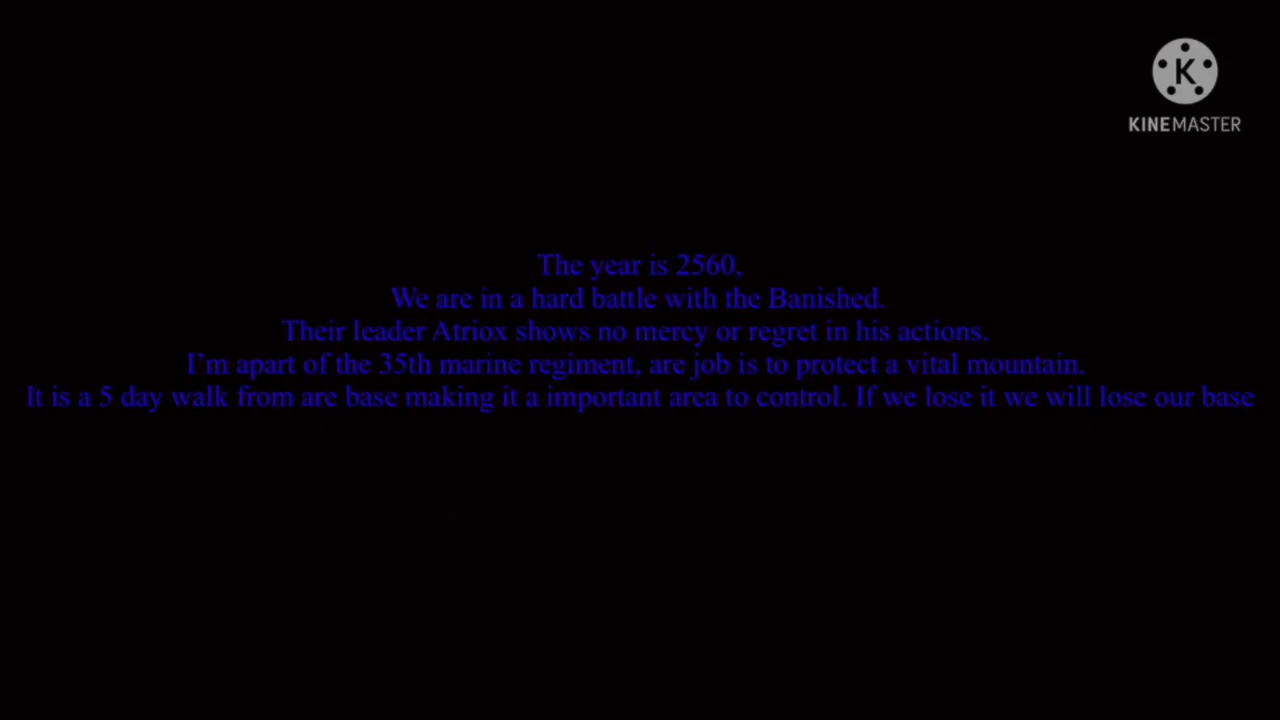 KINEMASTER
The year is 2560.
We are in a hard battle with the Banished.
Their leader Atriox shows no mercy or regret in his actions.
I'm apart of the 35th marine regiment, are job is to protect a vital mountain.
It is a 5 day walk from are base making it a important area to control. If we lose it we will lose our base